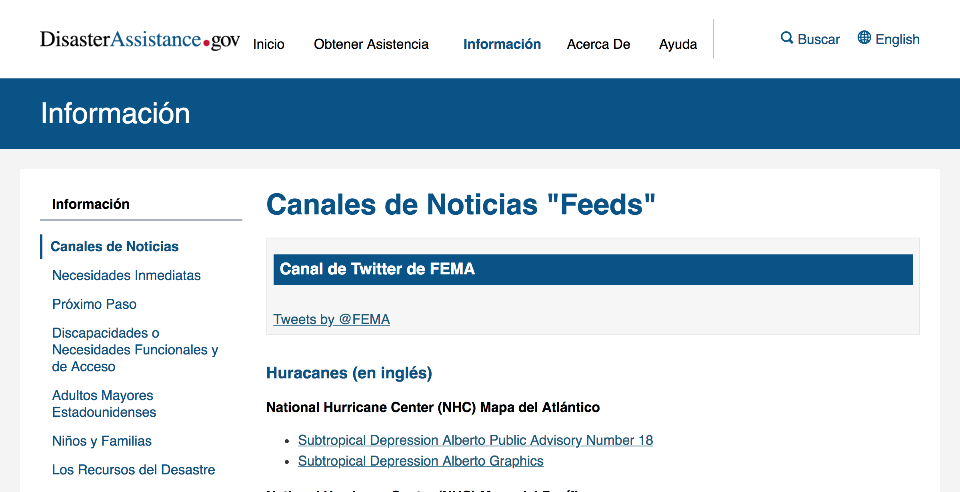 DisasterAssistance.gov
Inicio
Obtener Asistencia
Información
Acerca De
Ayuda
Buscar
English
Información
Información
Canales de Noticias
Necesidades Inmediatas
Próximo Paso
Discapacidades o
Necesidades Funcionales y
de Acceso
Adultos Mayores
Estadounidenses
Niños y Familias
Los Recursos del Desastre
Canales de Noticias "Feeds"
Canal de Twitter de FEMA
Tweets by @FEMA
Huracanes (en inglés)
National Hurricane Center (NHC) Mapa del Atlántico
Subtropical Depression Alberto Public Advisory Number 18
Subtropical Depression Alberto Graphics